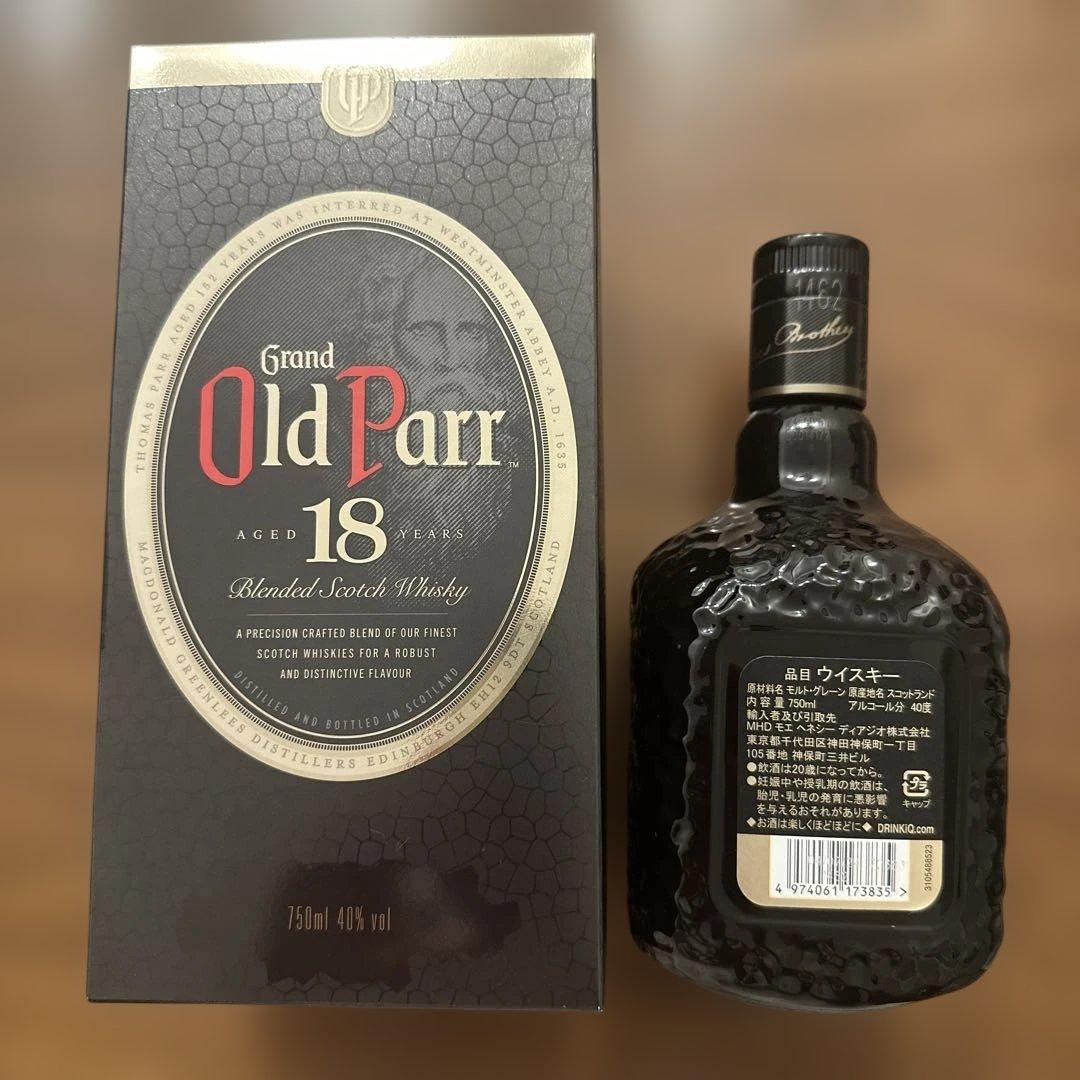 THOMAS PARR AGED 152 YEARS WAS INTERRED AT WESTMINSTER ABBEY A.D. 1635
Grand
Old Parr™
AGED 18 YEARS
Blended Scotch Whisky
A PRECISION CRAFTED BLEND OF OUR FINEST
SCOTCH WHISKIES FOR A ROBUST
AND DISTINCTIVE FLAVOUR
DISTILLED AND BOTTLED IN SCOTLAND
MACDONALD GREENLEES DISTILLERS EDINBURGH EH12 9DT SCOTLAND
750ml 40% vol
1462
品目 ウイスキー
原材料名 モルト・グレーン 原産地名 スコットランド
内容量 750ml アルコール分 40度
輸入者及び引取先
MHD モエ ヘネシー ディアジオ株式会社
東京都千代田区神田神保町一丁目
105番地 神保町三井ビル
●飲酒は20歳になってから。
●妊娠中や授乳期の飲酒は、
胎児・乳児の発育に悪影響
を与えるおそれがあります。
プラ
キャップ
◆お酒は楽しくほどほどに◆ DRINKiQ.com
4 974061 173835 >
3105488523